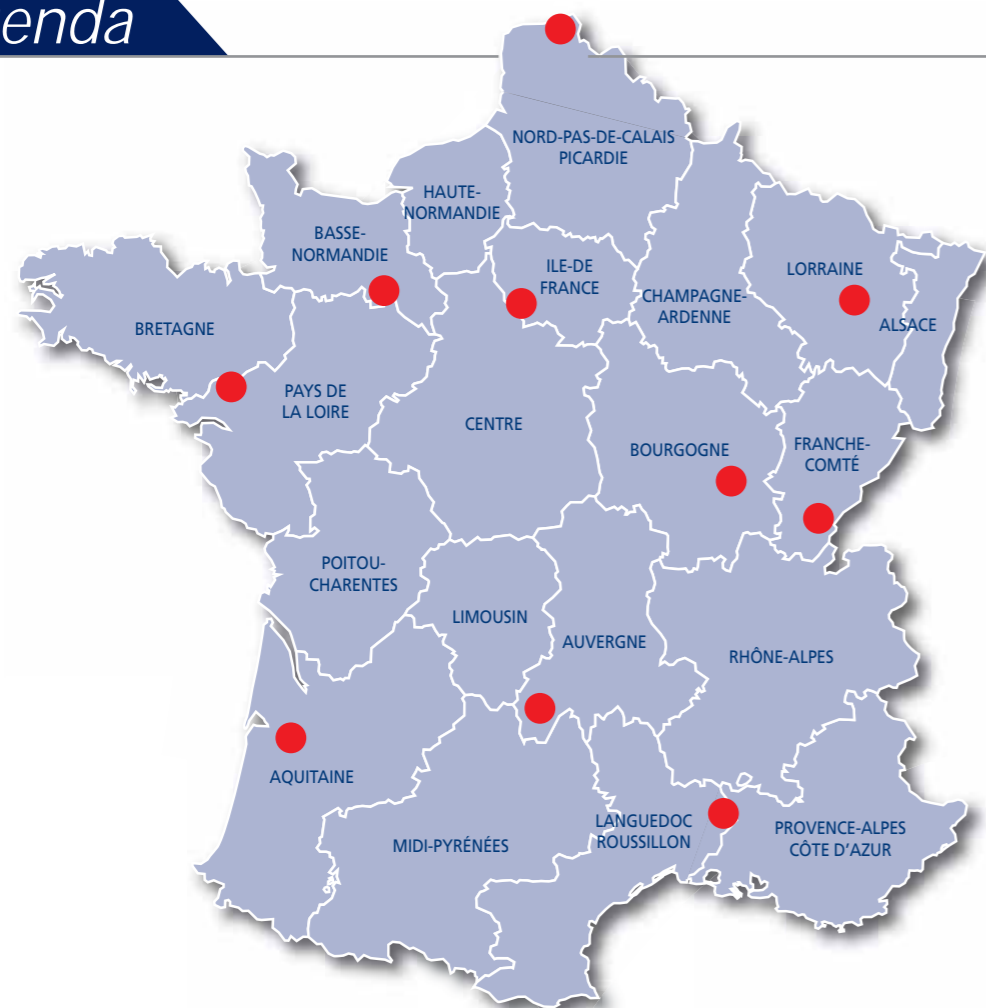 enda
NORD-PAS-DE-CALAIS
PICARDIE
HAUTE-
NORMANDIE
BASSE-
NORMANDIE
ILE-DE
FRANCE
LORRAINE
CHAMPAGNE-
ARDENNE
ALSACE
BRETAGNE
PAYS DE
LA LOIRE
CENTRE
BOURGOGNE
FRANCHE-
COMTÉ
POITOU-
CHARENTES
LIMOUSIN
AUVERGNE
RHÔNE-ALPES
AQUITAINE
MIDI-PYRÉNÉES
LANGUEDOC
ROUSSILLON
PROVENCE-ALPES
CÔTE D'AZUR